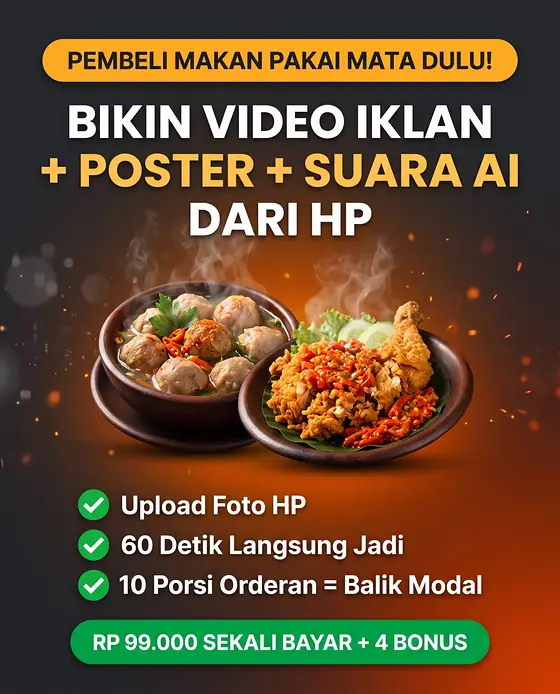 PEMBELI MAKAN PAKAI MATA DULU!
BIKIN VIDEO IKLAN
+ POSTER + SUARA AI
DARI HP
Upload Foto HP
60 Detik Langsung Jadi
10 Porsi Orderan = Balik Modal
RP 99.000 SEKALI BAYAR + 4 BONUS